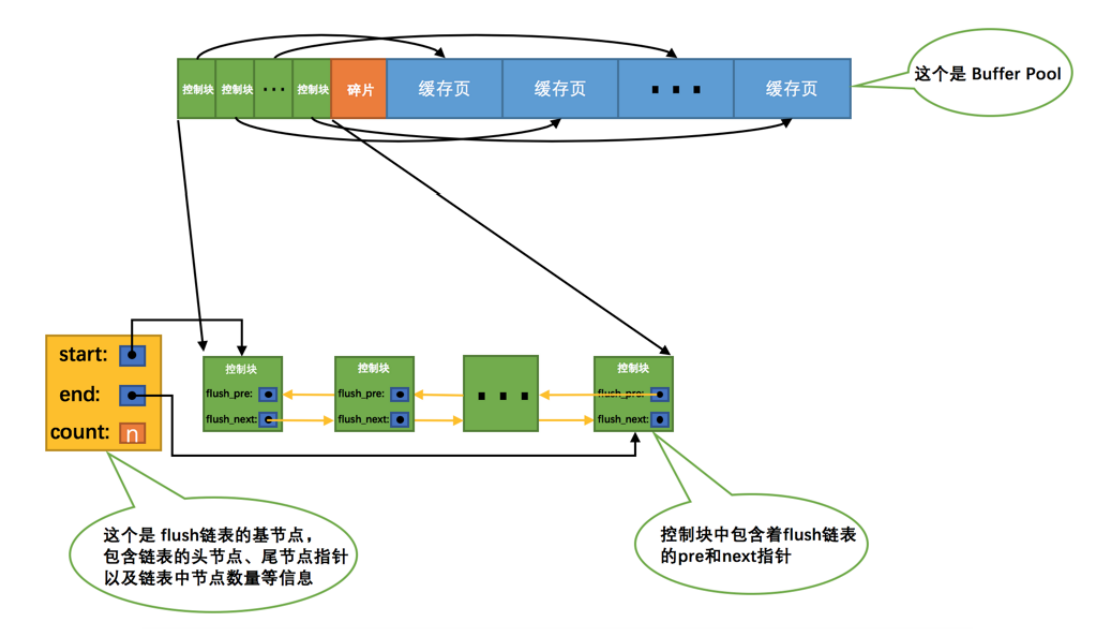 控制块 控制块 ··· 控制块 碎片 缓存页 缓存页 ··· 缓存页
这个是 Buffer Pool
start:
end:
count: n
控制块
flush_pre:
flush_next:
控制块
flush_pre:
flush_next:
···
控制块
flush_pre:
flush_next:
这个是 flush链表的基节点，
包含链表的头节点、尾节点指针
以及链表中节点数量等信息
控制块中包含着flush链表
的pre和next指针